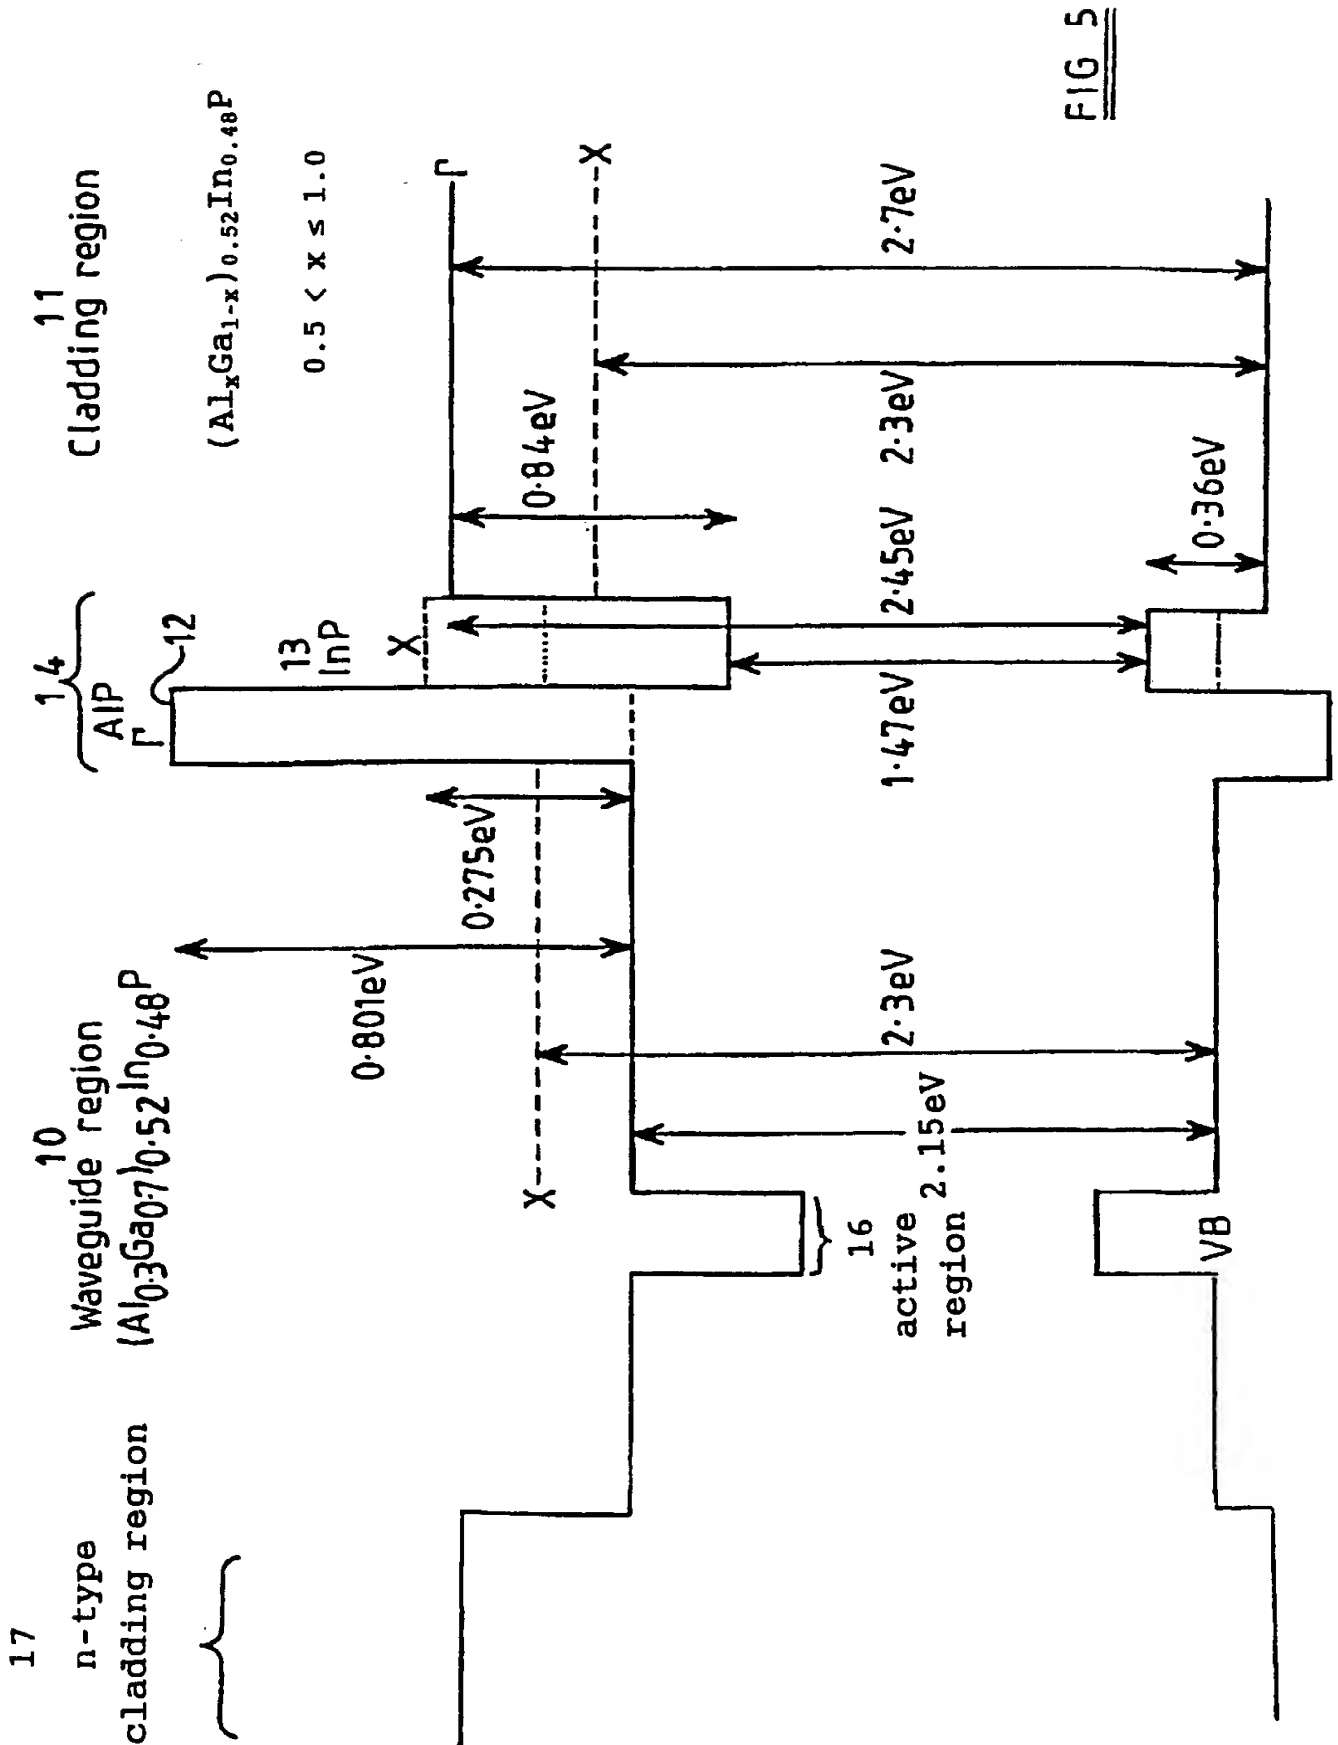 17
n-type
cladding region
10
Waveguide region
(Al0·3Ga0·7)0·52In0·48P
14
AlP
Γ
12
13
InP
X
11
Cladding region
(AlxGa1-x)0.52In0.48P
0.5 < x ≤ 1.0
Γ
X
X
0·801eV
0·275eV
0·84eV
16
active
region
2.15eV
2·3eV
1·47eV
2·45eV
2·3eV
2·7eV
0·36eV
VB
FIG 5